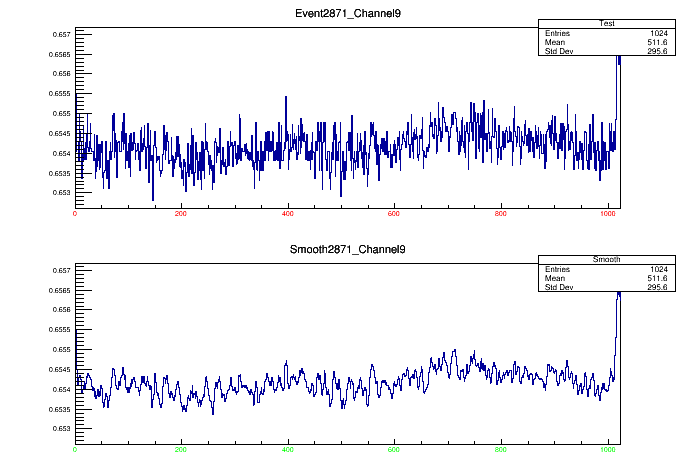 Event2871_Channel9
Test
Entries 1024
Mean 511.6
Std Dev 295.6
0.657
0.6565
0.656
0.6555
0.655
0.6545
0.654
0.6535
0.653
0 200 400 600 800 1000
Smooth2871_Channel9
Smooth
Entries 1024
Mean 511.6
Std Dev 295.6
0.657
0.6565
0.656
0.6555
0.655
0.6545
0.654
0.6535
0.653
0 200 400 600 800 1000